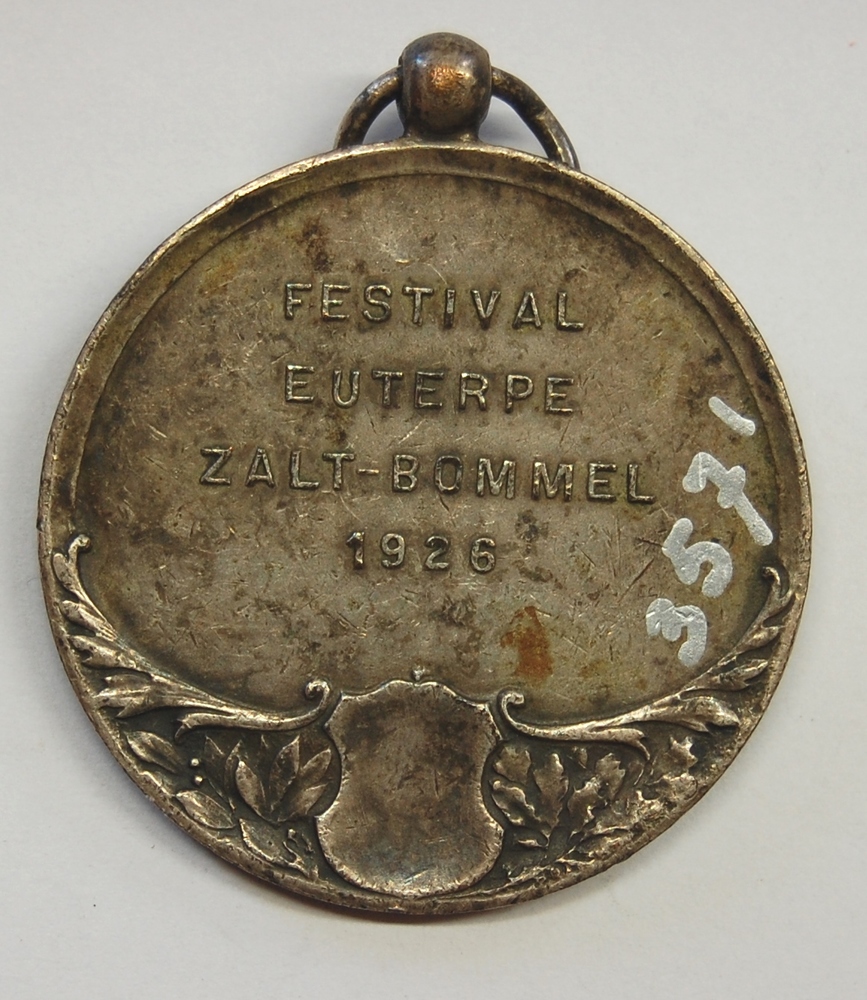 FESTIVAL
EUTERPE
ZALT-BOMMEL
1926
3571